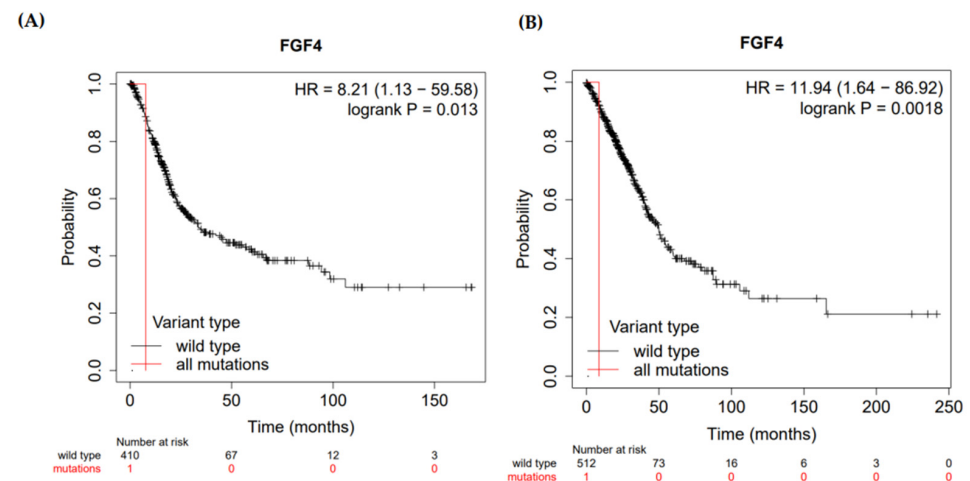 (A)
FGF4
HR = 8.21 (1.13 − 59.58)
logrank P = 0.013
Probability
0.0 0.2 0.4 0.6 0.8 1.0
Variant type
wild type
all mutations
0 50 100 150
Time (months)
Number at risk
wild type 410 67 12 3
mutations 1 0 0 0
(B)
FGF4
HR = 11.94 (1.64 − 86.92)
logrank P = 0.0018
Probability
0.0 0.2 0.4 0.6 0.8 1.0
Variant type
wild type
all mutations
0 50 100 150 200 250
Time (months)
Number at risk
wild type 512 73 16 6 3 0
mutations 1 0 0 0 0 0